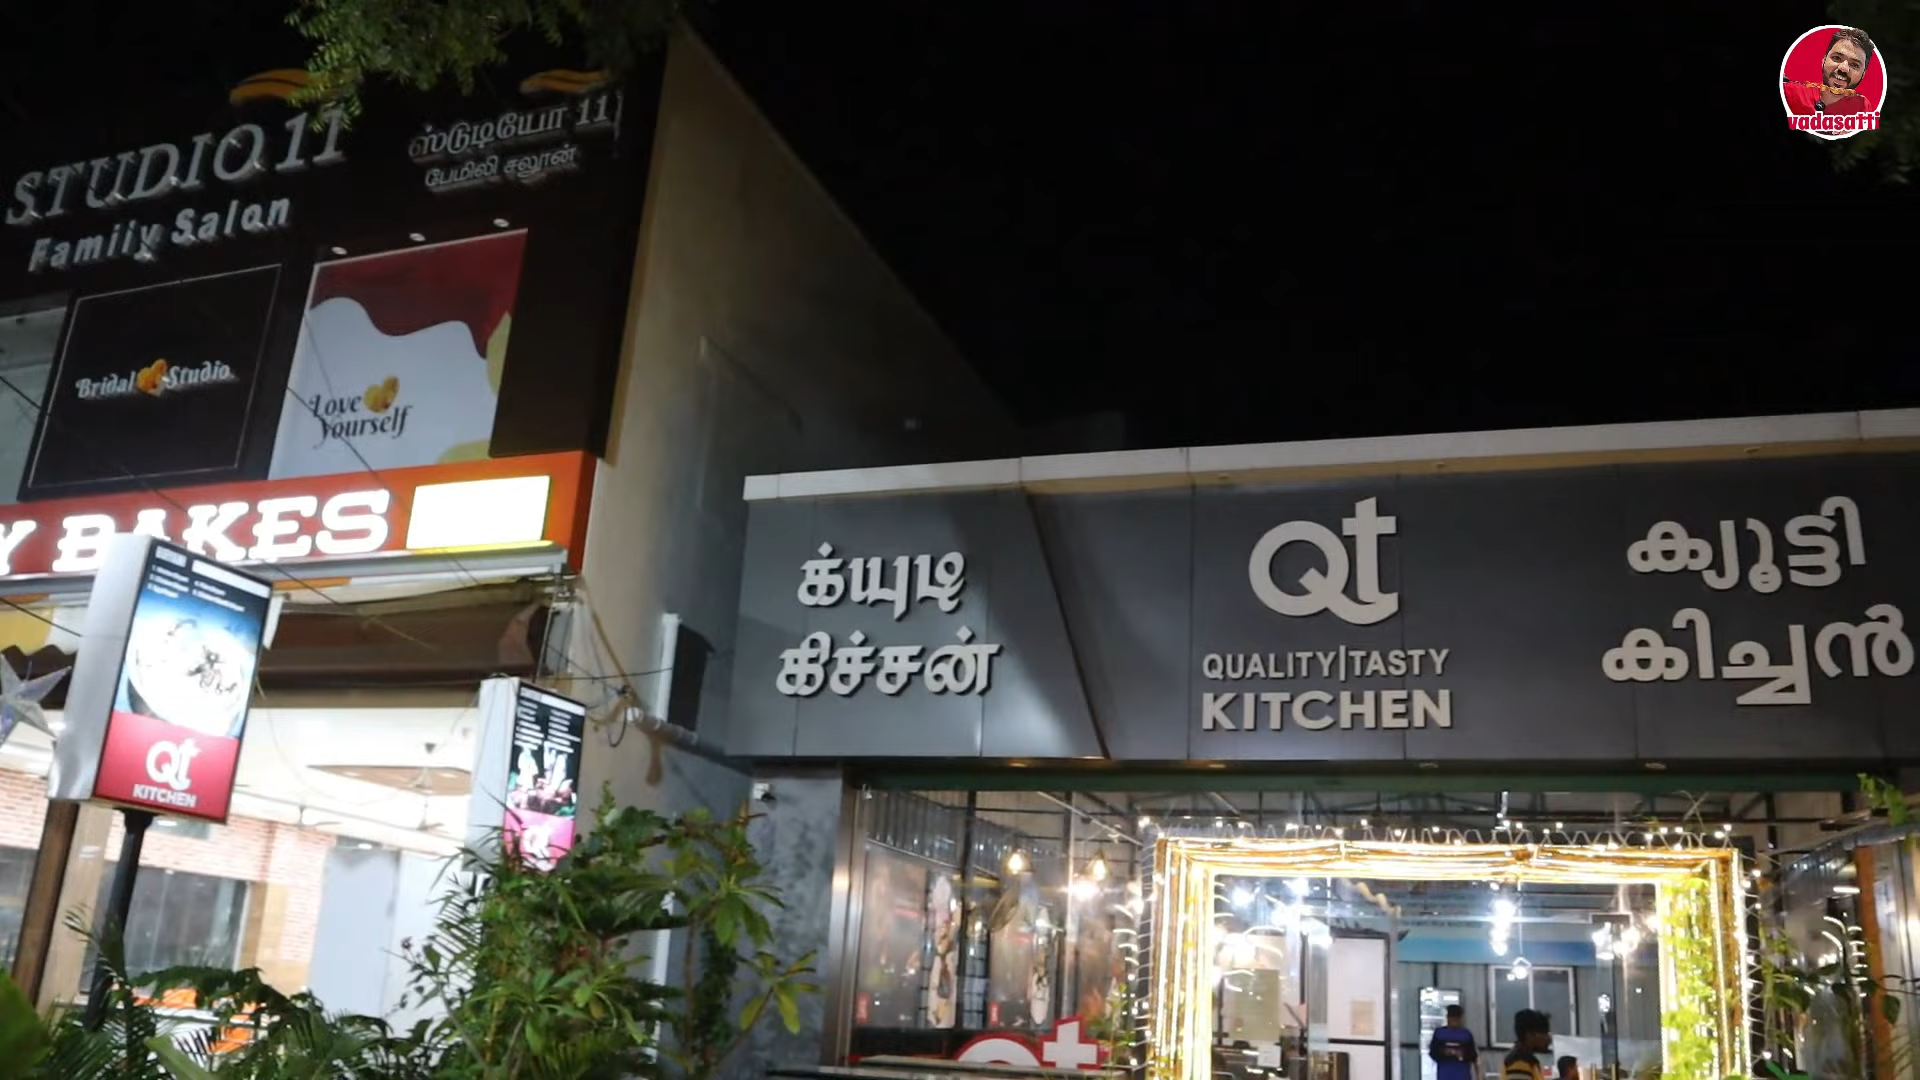 STUDIO 11
Family Salon
ஸ்டுடியோ 11
பேமிலி சலூன்
Bridal Studio
Love
Yourself
Y BAKES
Qt
KITCHEN
க்யுடி
கிச்சன்
Qt
QUALITY|TASTY
KITCHEN
ക്യൂട്ടി
കിച്ചൻ
Qt
vadasatti